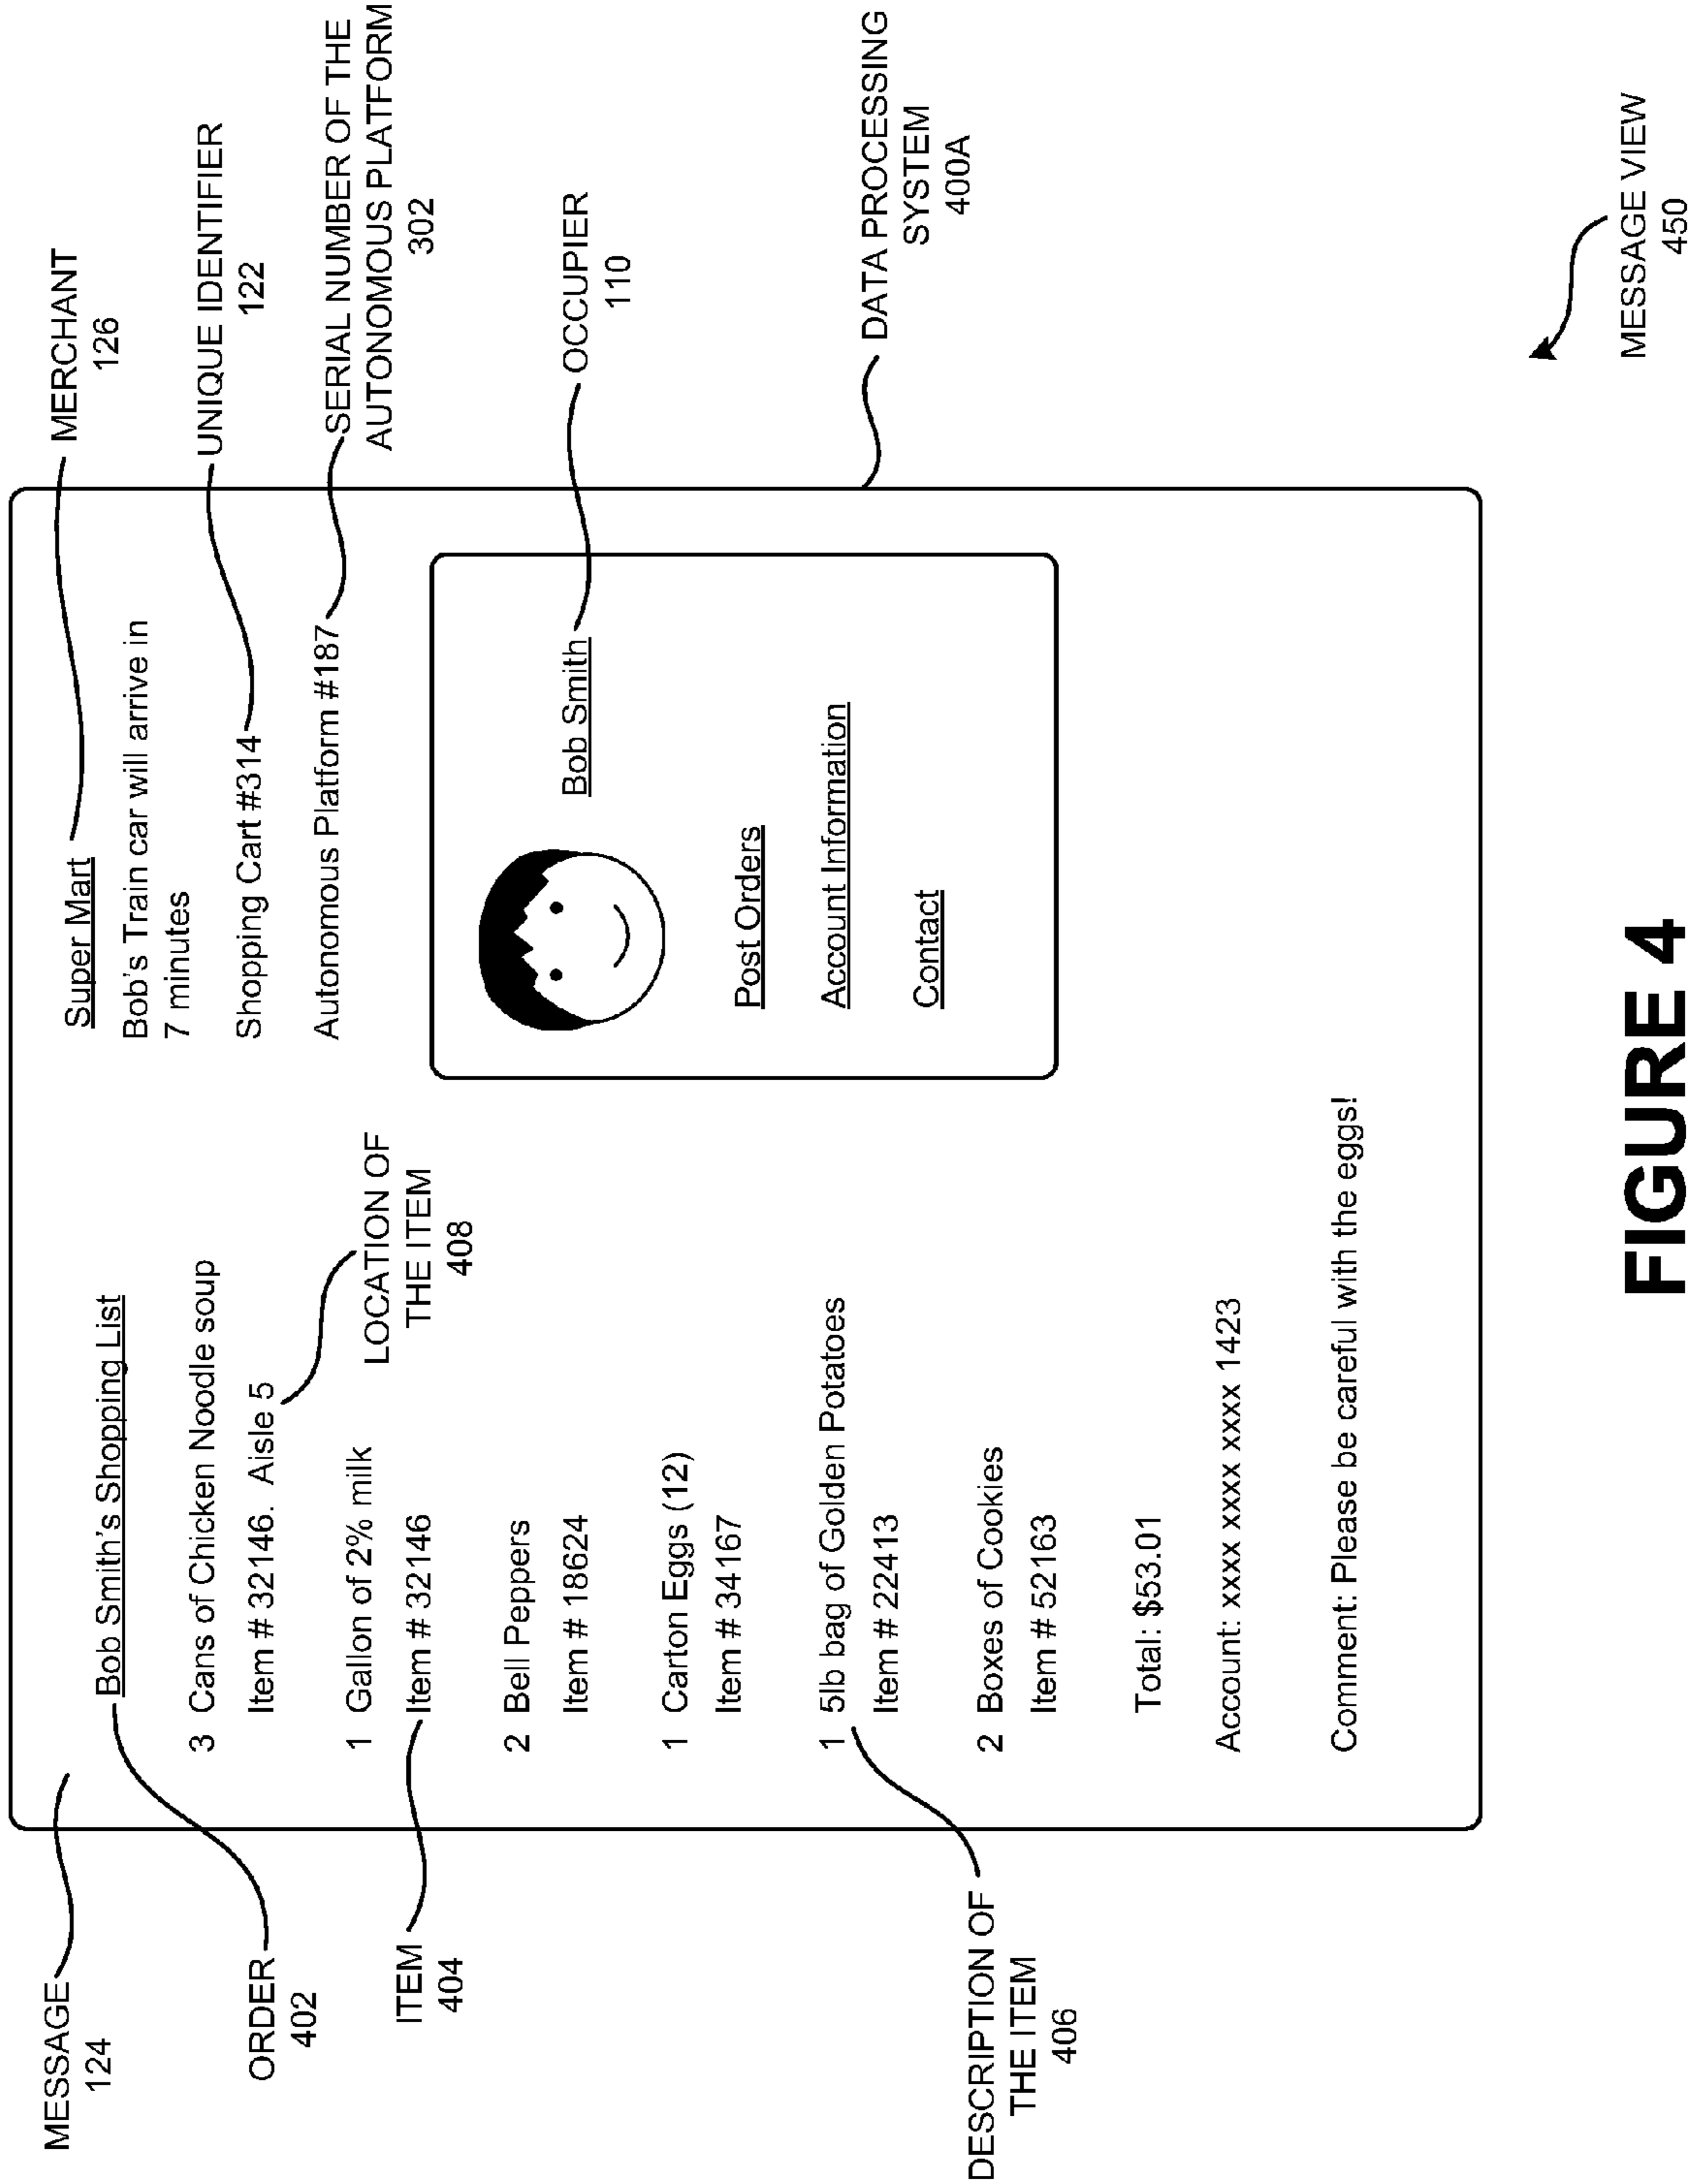 MESSAGE
124
ORDER
402
ITEM
404
DESCRIPTION OF
THE ITEM
406
Bob Smith's Shopping List
3 Cans of Chicken Noodle soup
Item # 32146. Aisle 5
1 Gallon of 2% milk
Item # 32146
2 Bell Peppers
Item # 18624
1 Carton Eggs (12)
Item # 34167
1 5lb bag of Golden Potatoes
Item # 22413
2 Boxes of Cookies
Item # 52163
Total: $53.01
Account: xxxx xxxx xxxx 1423
Comment: Please be careful with the eggs!
LOCATION OF
THE ITEM
408
Super Mart
Bob's Train car will arrive in
7 minutes
Shopping Cart #314
Autonomous Platform #187
Bob Smith
Post Orders
Account Information
Contact
MERCHANT
126
UNIQUE IDENTIFIER
122
SERIAL NUMBER OF THE
AUTONOMOUS PLATFORM
302
OCCUPIER
110
DATA PROCESSING
SYSTEM
400A
MESSAGE VIEW
450
FIGURE 4